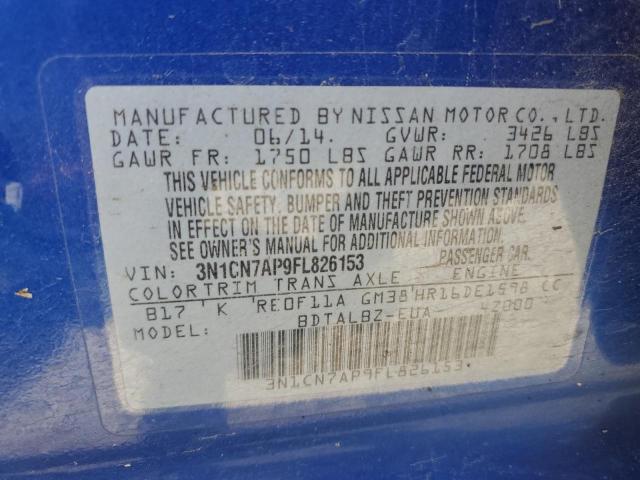 MANUFACTURED BY NISSAN MOTOR CO., LTD.
DATE: 06/14. GVWR: 3426 LBS
GAWR FR: 1750 LBS GAWR RR: 1708 LBS
THIS VEHICLE CONFORMS TO ALL APPLICABLE FEDERAL MOTOR
VEHICLE SAFETY, BUMPER AND THEFT PREVENTION STANDARDS
IN EFFECT ON THE DATE OF MANUFACTURE SHOWN ABOVE.
SEE OWNER'S MANUAL FOR ADDITIONAL INFORMATION.
VIN: 3N1CN7AP9FL826153 PASSENGER CAR.
COLOR TRIM TRANS AXLE ENGINE
B17 K RE0F11A GM38 HR16DE1598 CC
MODEL: BDTALBZ-EUA
3N1CN7AP9FL826153